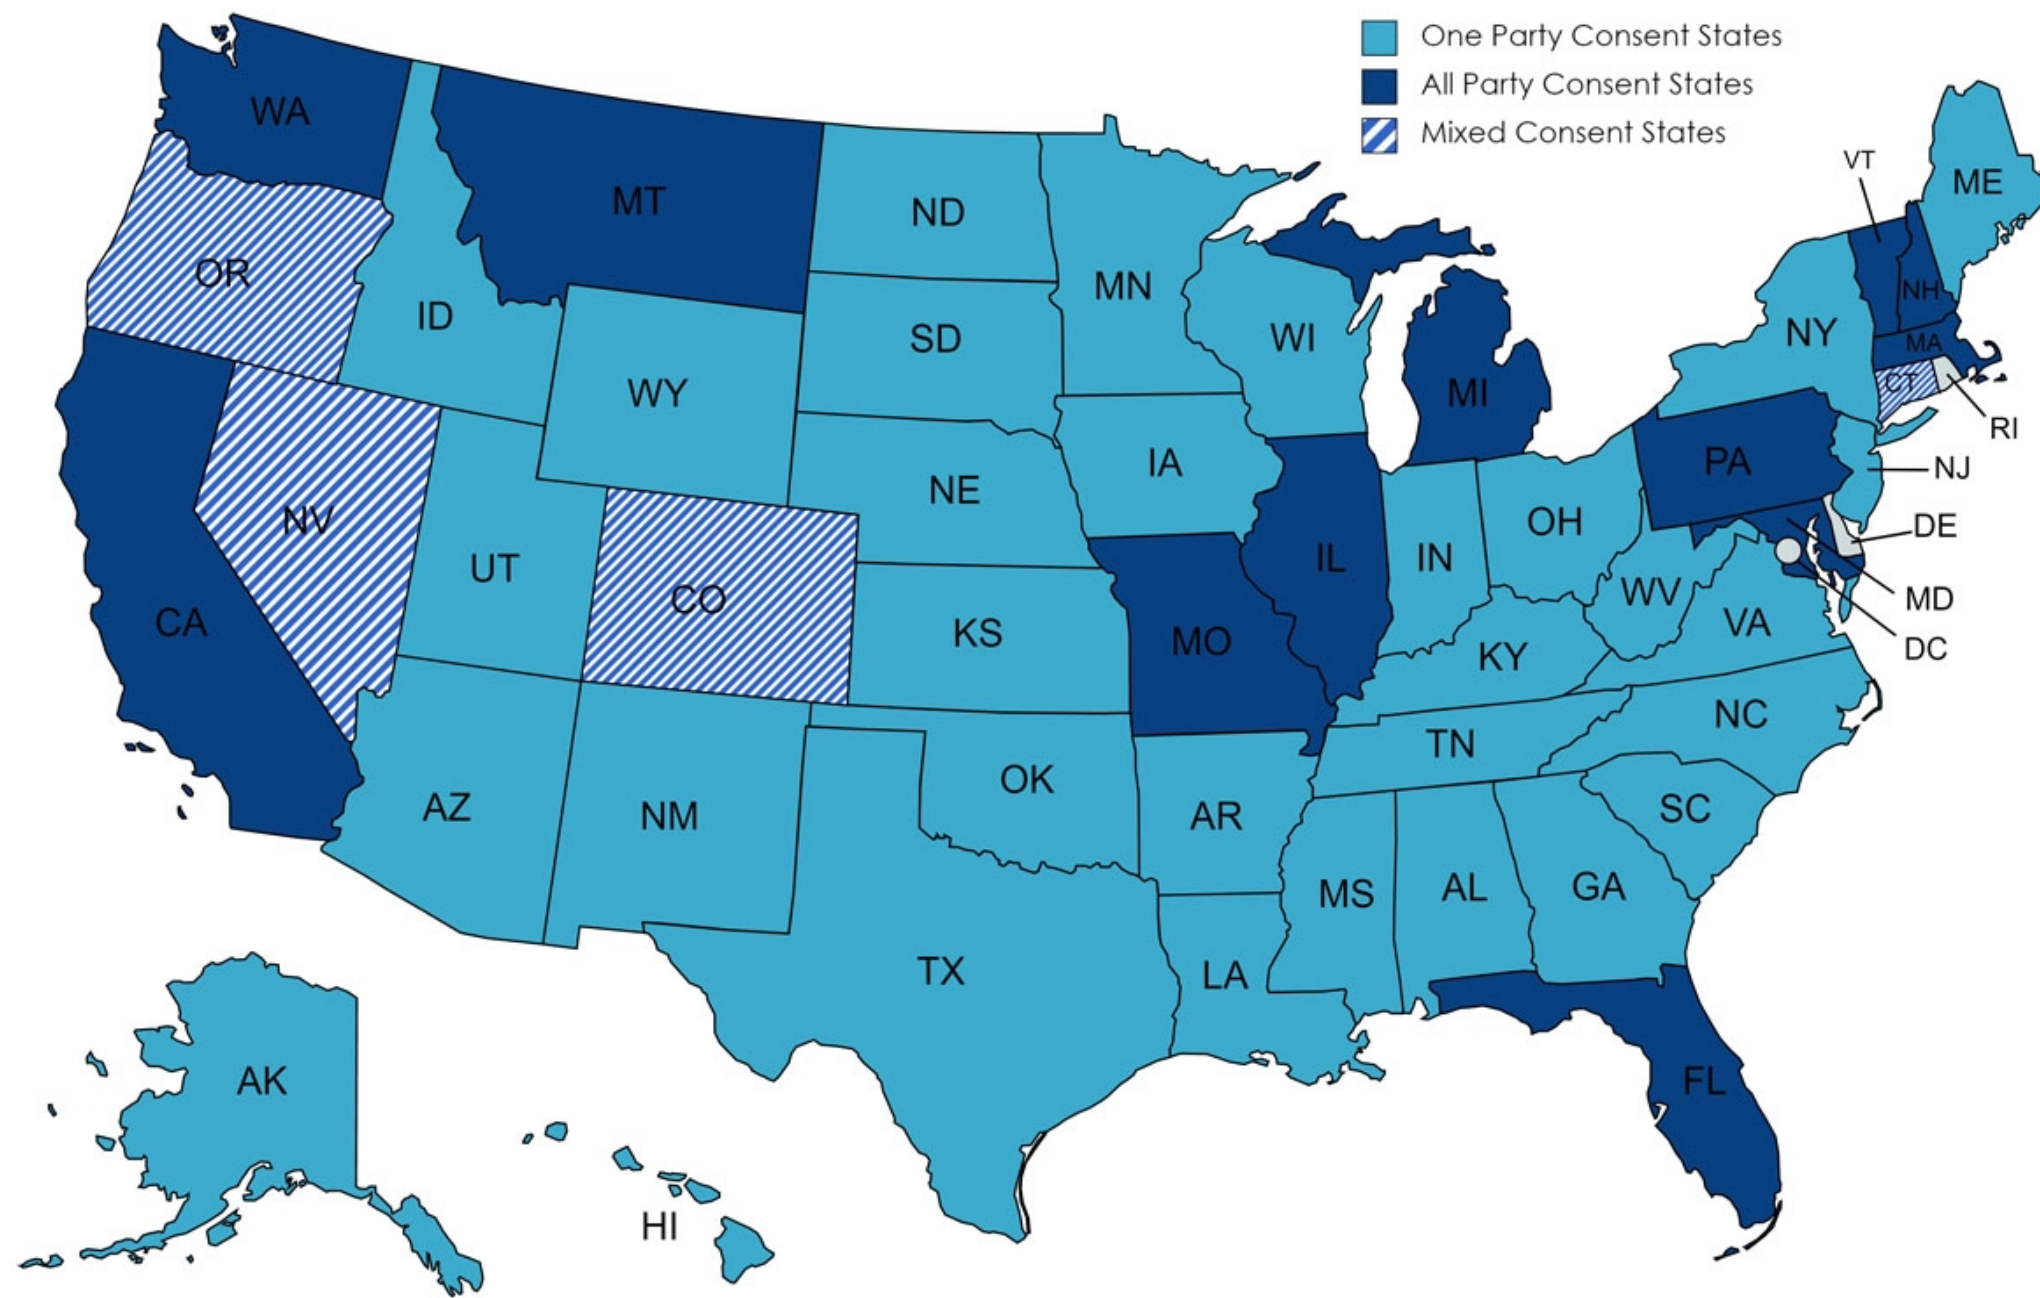 One Party Consent States
All Party Consent States
Mixed Consent States
WA
MT
ND
MN
VT
ME
OR
ID
SD
WI
NH
NY
MA
WY
MI
CT
RI
IA
PA
NJ
NE
NV
OH
DE
UT
IL
IN
CO
WV
MD
CA
KS
MO
VA
DC
KY
NC
TN
OK
AZ
NM
AR
SC
MS
AL
GA
TX
LA
AK
FL
HI